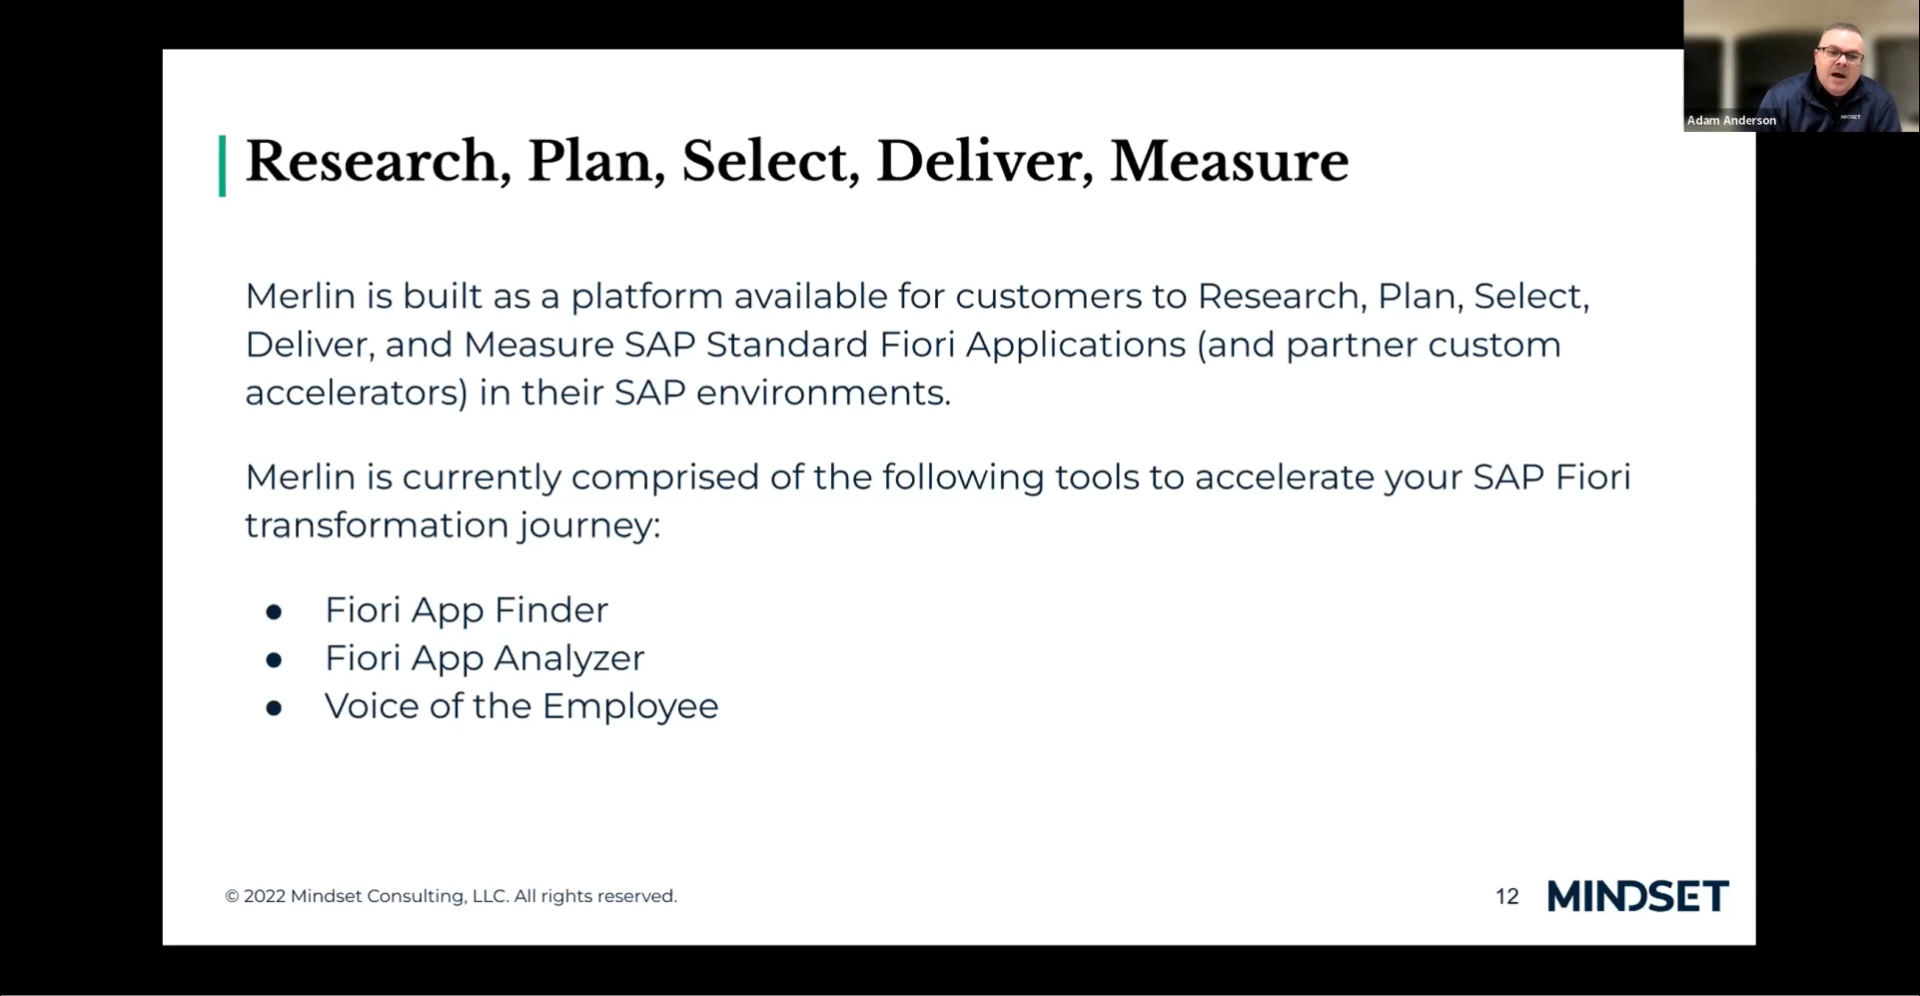 Adam Anderson
Research, Plan, Select, Deliver, Measure
Merlin is built as a platform available for customers to Research, Plan, Select,
Deliver, and Measure SAP Standard Fiori Applications (and partner custom
accelerators) in their SAP environments.
Merlin is currently comprised of the following tools to accelerate your SAP Fiori
transformation journey:
● Fiori App Finder
● Fiori App Analyzer
● Voice of the Employee
© 2022 Mindset Consulting, LLC. All rights reserved.
12
MINDSET
MINDSET